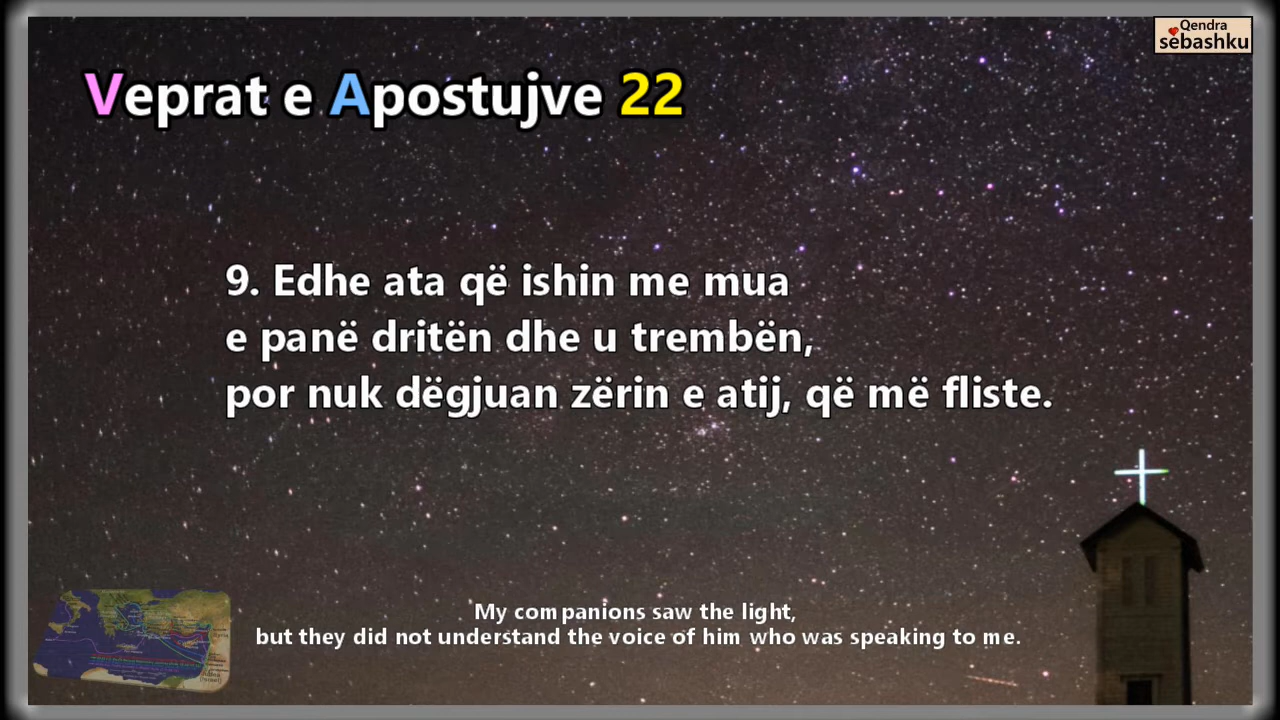 Qendra
sebashku
Veprat e Apostujve 22
9. Edhe ata që ishin me mua
e panë dritën dhe u trembën,
por nuk dëgjuan zërin e atij, që më fliste.
My companions saw the light,
but they did not understand the voice of him who was speaking to me.